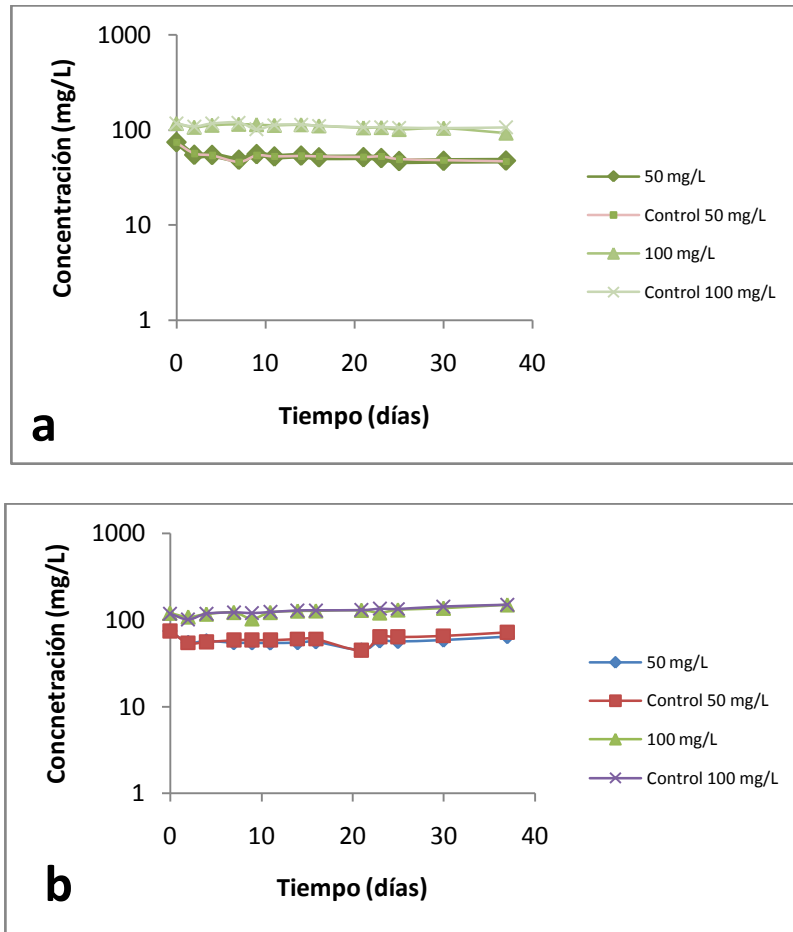 1000
100
10
1
0
10
20
30
40
Concentración (mg/L)
Tiempo (días)
50 mg/L
Control 50 mg/L
100 mg/L
Control 100 mg/L
a
1000
100
10
1
0
10
20
30
40
Concnetración (mg/L)
Tiempo (días)
50 mg/L
Control 50 mg/L
100 mg/L
Control 100 mg/L
b